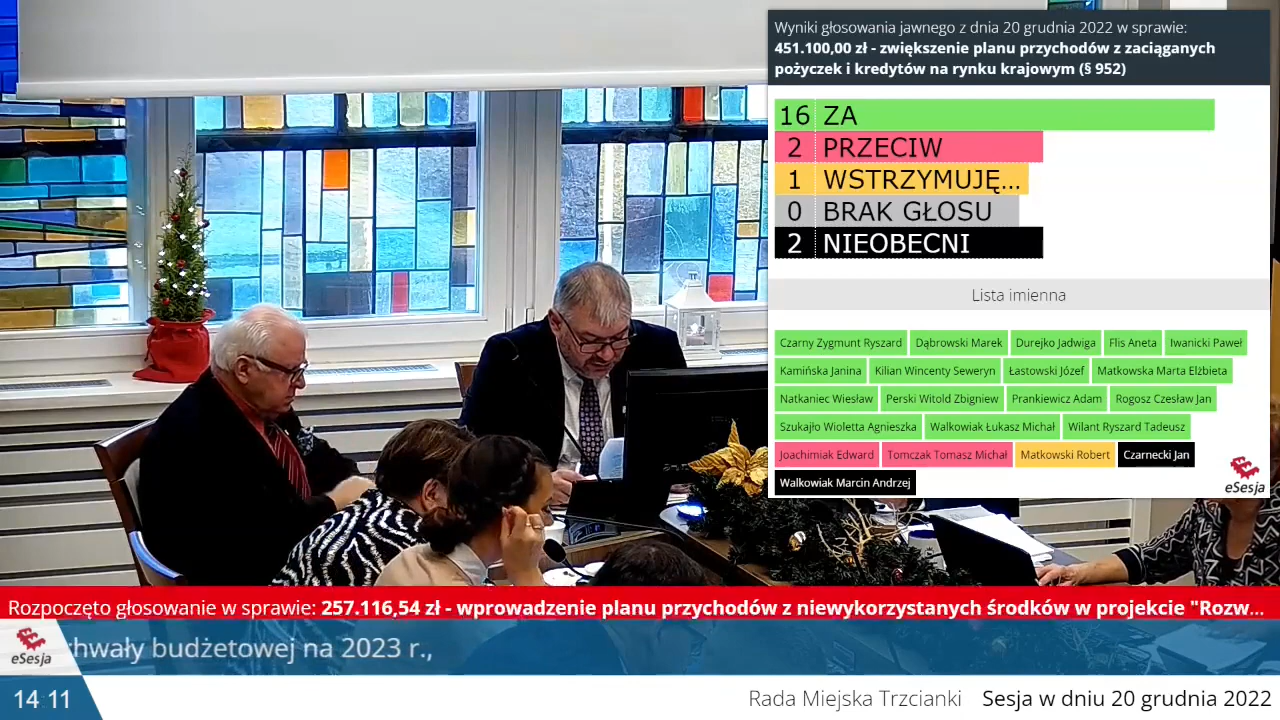 Wyniki głosowania jawnego z dnia 20 grudnia 2022 w sprawie:
451.100,00 zł - zwiększenie planu przychodów z zaciąganych
pożyczek i kredytów na rynku krajowym (§ 952)
16 ZA
2 PRZECIW
1 WSTRZYMUJĘ...
0 BRAK GŁOSU
2 NIEOBECNI
Lista imienna
Czarny Zygmunt Ryszard Dąbrowski Marek Durejko Jadwiga Flis Aneta Iwanicki Paweł
Kamińska Janina Kilian Wincenty Seweryn Łastowski Józef Matkowska Marta Elżbieta
Natkaniec Wiesław Perski Witold Zbigniew Prankiewicz Adam Rogosz Czesław Jan
Szukajło Wioletta Agnieszka Walkowiak Łukasz Michał Wilant Ryszard Tadeusz
Joachimiak Edward Tomczak Tomasz Michał Matkowski Robert Czarnecki Jan
Walkowiak Marcin Andrzej
eSesja
Rozpoczęto głosowanie w sprawie: 257.116,54 zł - wprowadzenie planu przychodów z niewykorzystanych środków w projekcie "Rozw...
eSesja
chwały budżetowej na 2023 r.,
14:11
Rada Miejska Trzcianki Sesja w dniu 20 grudnia 2022